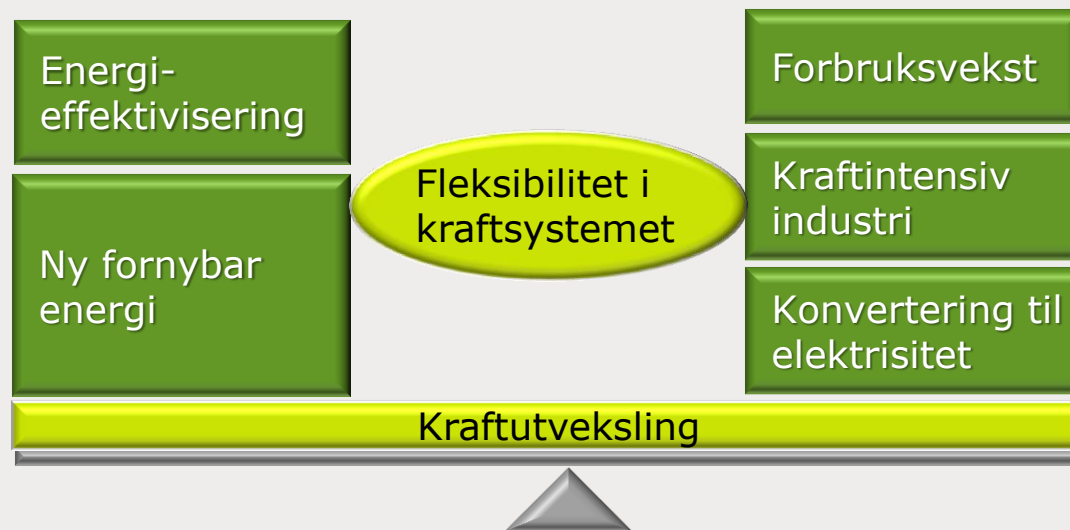 Energi-
effektivisering
Ny fornybar
energi
Fleksibilitet i
kraftsystemet
Forbruksvekst
Kraftintensiv
industri
Konvertering til
elektrisitet
Kraftutveksling